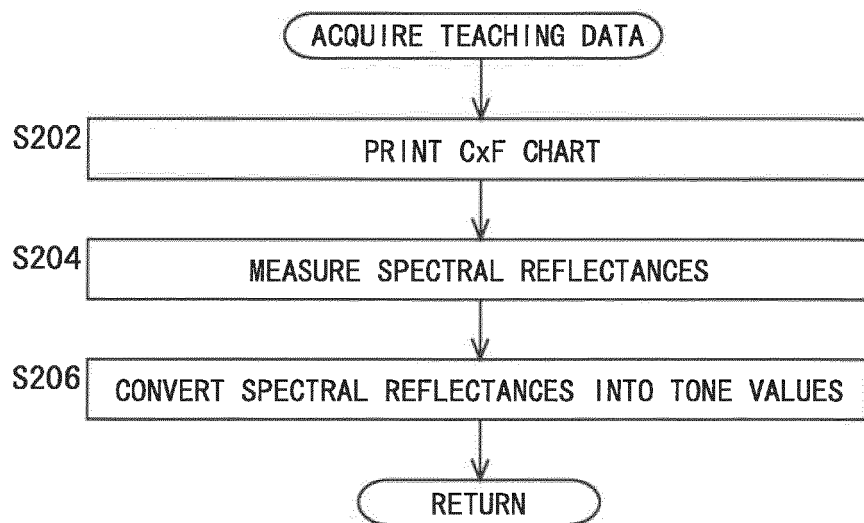 ACQUIRE TEACHING DATA
S202
PRINT CxF CHART
S204
MEASURE SPECTRAL REFLECTANCES
S206
CONVERT SPECTRAL REFLECTANCES INTO TONE VALUES
RETURN